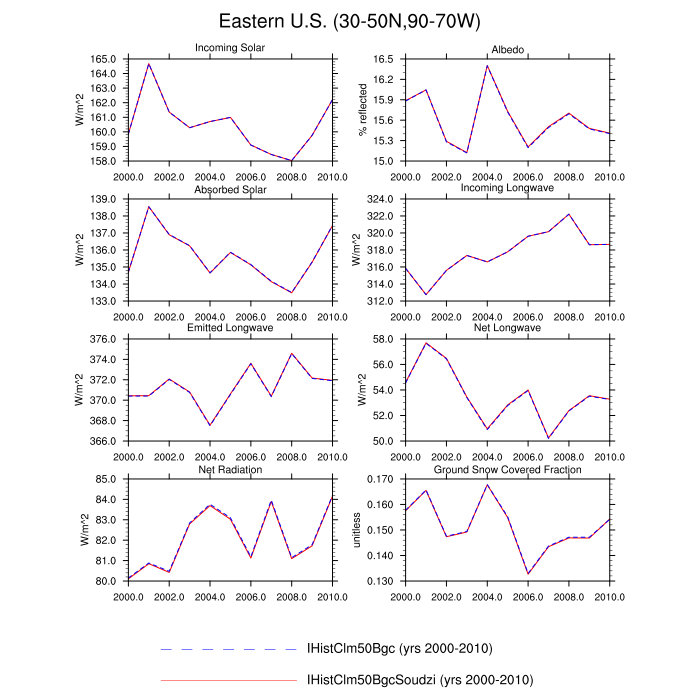 Eastern U.S. (30-50N,90-70W)
Incoming Solar
W/m^2
165.0
164.0
163.0
162.0
161.0
160.0
159.0
158.0
2000.0 2002.0 2004.0 2006.0 2008.0 2010.0
Albedo
% reflected
16.5
16.2
15.9
15.6
15.3
15.0
2000.0 2002.0 2004.0 2006.0 2008.0 2010.0
Absorbed Solar
W/m^2
139.0
138.0
137.0
136.0
135.0
134.0
133.0
2000.0 2002.0 2004.0 2006.0 2008.0 2010.0
Incoming Longwave
W/m^2
324.0
322.0
320.0
318.0
316.0
314.0
312.0
2000.0 2002.0 2004.0 2006.0 2008.0 2010.0
Emitted Longwave
W/m^2
376.0
374.0
372.0
370.0
368.0
366.0
2000.0 2002.0 2004.0 2006.0 2008.0 2010.0
Net Longwave
W/m^2
58.0
56.0
54.0
52.0
50.0
2000.0 2002.0 2004.0 2006.0 2008.0 2010.0
Net Radiation
W/m^2
85.0
84.0
83.0
82.0
81.0
80.0
2000.0 2002.0 2004.0 2006.0 2008.0 2010.0
Ground Snow Covered Fraction
unitless
0.170
0.160
0.150
0.140
0.130
2000.0 2002.0 2004.0 2006.0 2008.0 2010.0
IHistClm50Bgc (yrs 2000-2010)
IHistClm50BgcSoudzi (yrs 2000-2010)